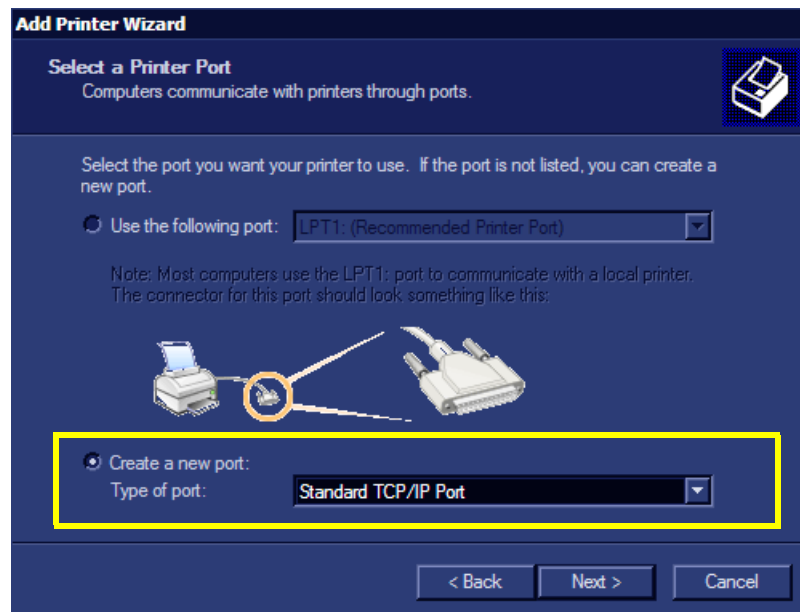 Add Printer Wizard
Select a Printer Port
Computers communicate with printers through ports.
Select the port you want your printer to use. If the port is not listed, you can create a
new port.
Use the following port: LPT1: (Recommended Printer Port)
Note: Most computers use the LPT1: port to communicate with a local printer.
The connector for this port should look something like this:
Create a new port:
Type of port: Standard TCP/IP Port
< Back Next > Cancel